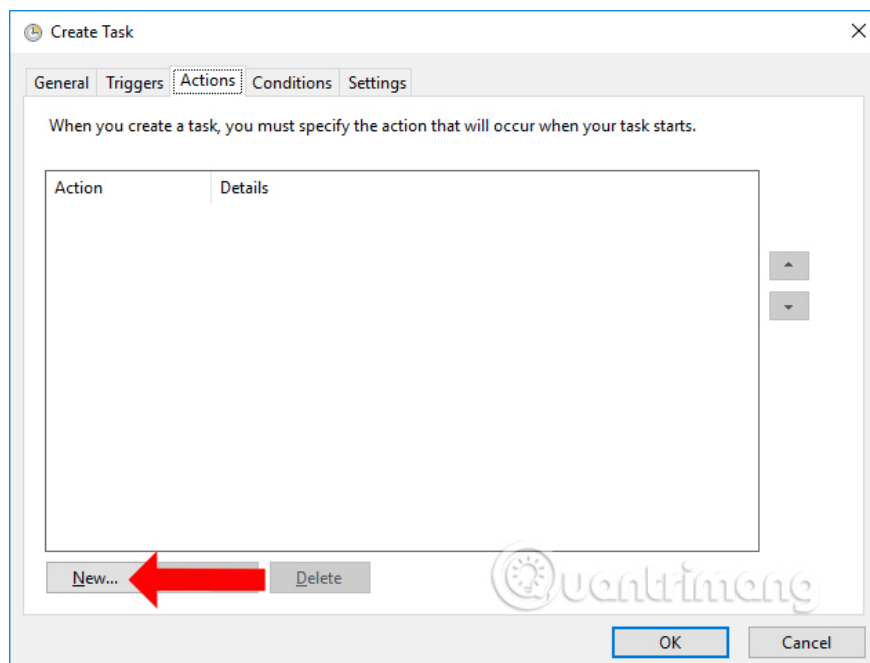 Create Task
General Triggers Actions Conditions Settings
When you create a task, you must specify the action that will occur when your task starts.
Action Details
New... Delete
Quantrimang
OK Cancel